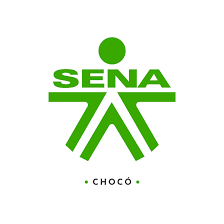 SENA
• CHOCÓ •